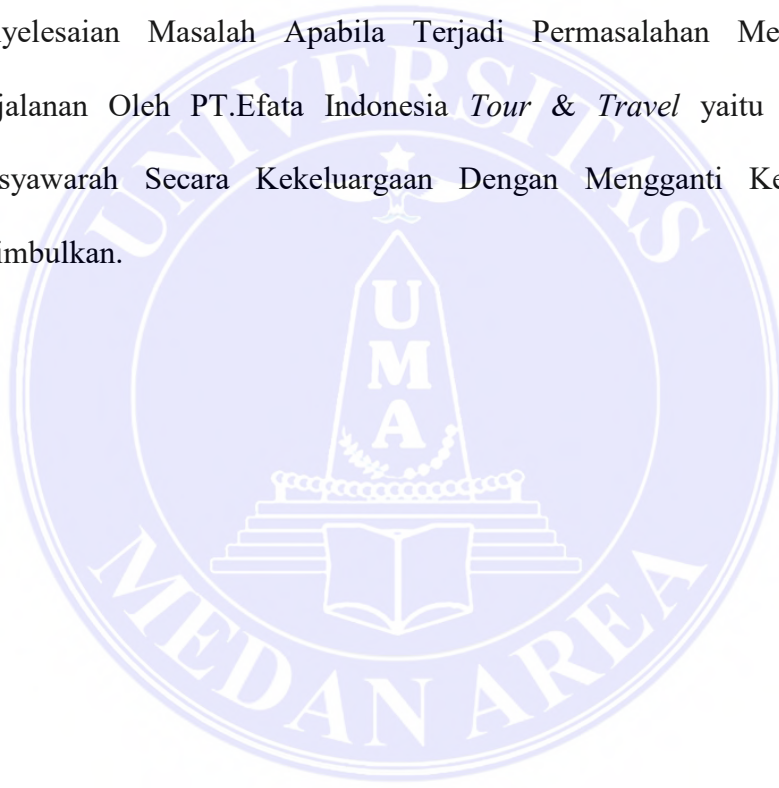 nyelesaian Masalah Apabila Terjadi Permasalahan Me
jalanan Oleh PT.Efata Indonesia Tour & Travel yaitu
syawarah Secara Kekeluargaan Dengan Mengganti Ke
imbulkan.
UNIVERSITAS
UMA
MEDAN AREA